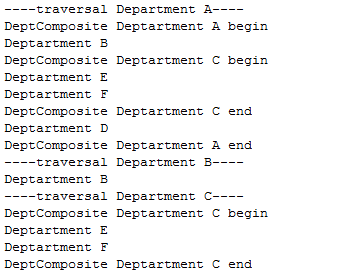 ----traversal Department A----
DeptComposite Deptartment A begin
Deptartment B
DeptComposite Deptartment C begin
Deptartment E
Deptartment F
DeptComposite Deptartment C end
Deptartment D
DeptComposite Deptartment A end
----traversal Department B----
Deptartment B
----traversal Department C----
DeptComposite Deptartment C begin
Deptartment E
Deptartment F
DeptComposite Deptartment C end